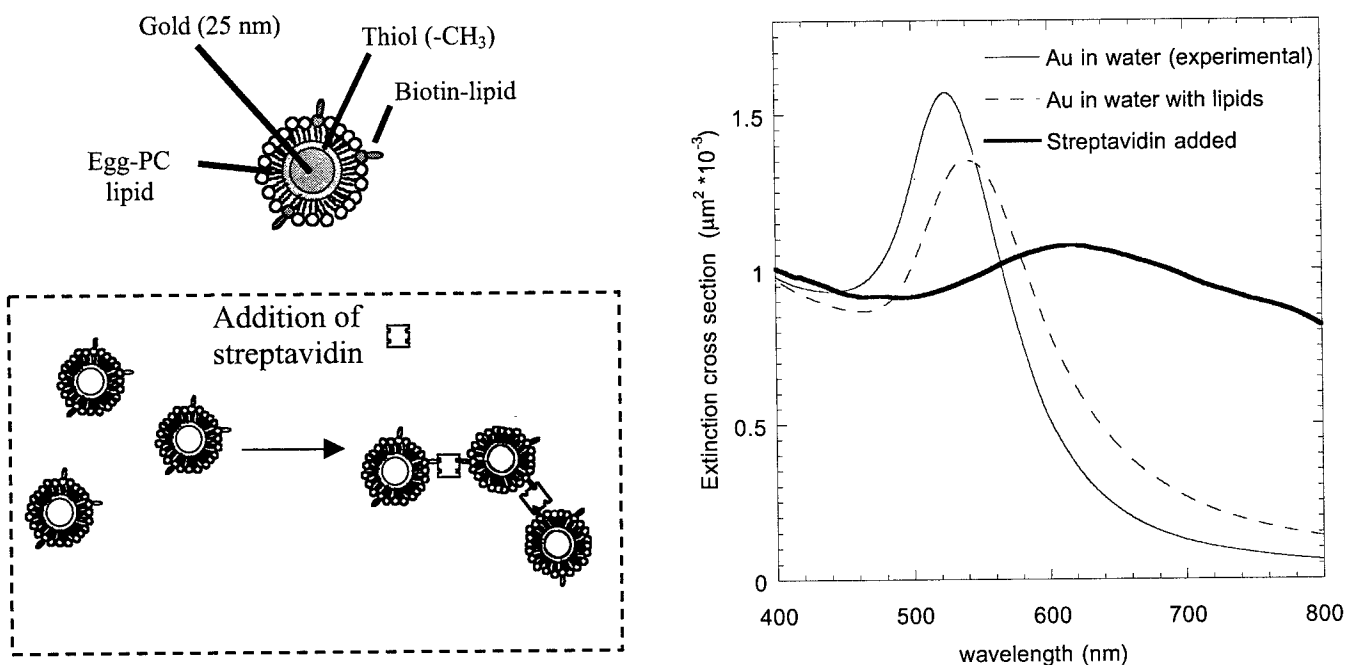 Gold (25 nm)
Thiol (-CH₃)
Biotin-lipid
Egg-PC
lipid
Addition of
streptavidin
Au in water (experimental)
Au in water with lipids
Streptavidin added
Extinction cross section (µm² *10⁻³)
1.5
1
0.5
0
400
500
600
700
800
wavelength (nm)